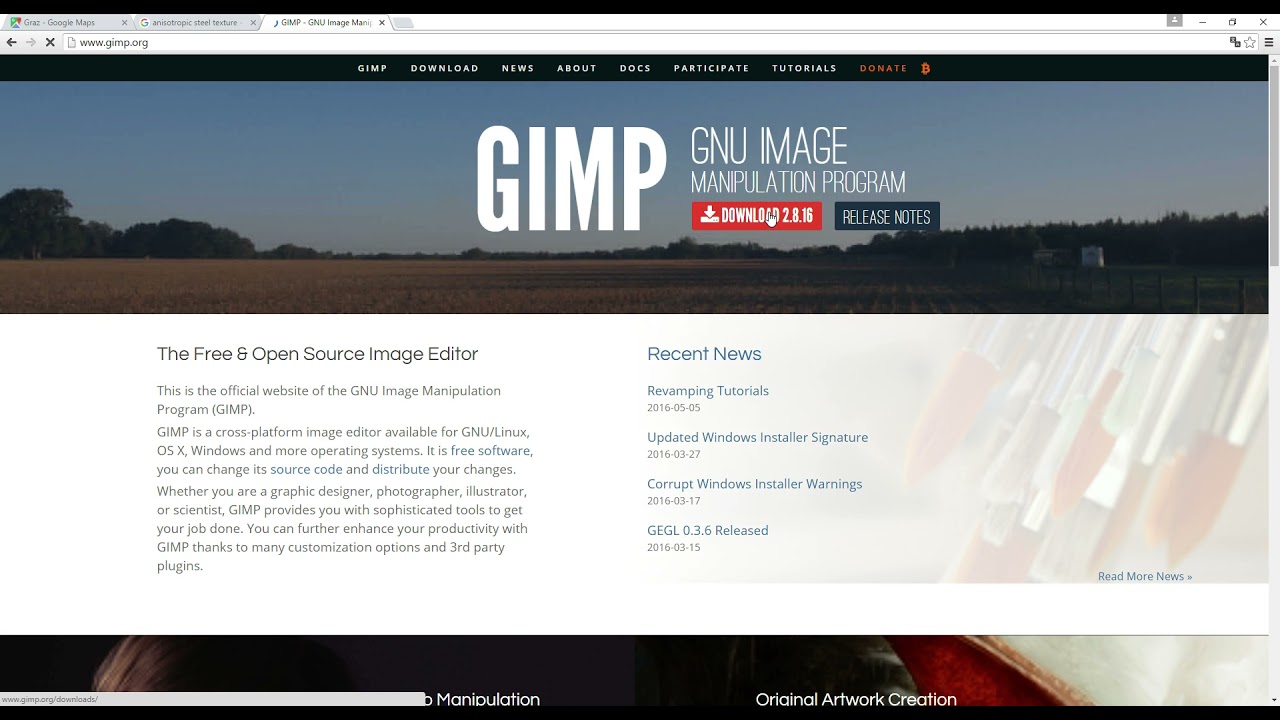 Graz - Google Maps
anisotropic steel texture -
GIMP - GNU Image Mani
www.gimp.org
GIMP DOWNLOAD NEWS ABOUT DOCS PARTICIPATE TUTORIALS DONATE
GIMP
GNU IMAGE
MANIPULATION PROGRAM
DOWNLOAD 2.8.16
RELEASE NOTES
The Free & Open Source Image Editor
This is the official website of the GNU Image Manipulation
Program (GIMP).
GIMP is a cross-platform image editor available for GNU/Linux,
OS X, Windows and more operating systems. It is free software,
you can change its source code and distribute your changes.
Whether you are a graphic designer, photographer, illustrator,
or scientist, GIMP provides you with sophisticated tools to get
your job done. You can further enhance your productivity with
GIMP thanks to many customization options and 3rd party
plugins.
Recent News
Revamping Tutorials
2016-05-05
Updated Windows Installer Signature
2016-03-27
Corrupt Windows Installer Warnings
2016-03-17
GEGL 0.3.6 Released
2016-03-15
Read More News »
o Manipulation
Original Artwork Creation
www.gimp.org/downloads/